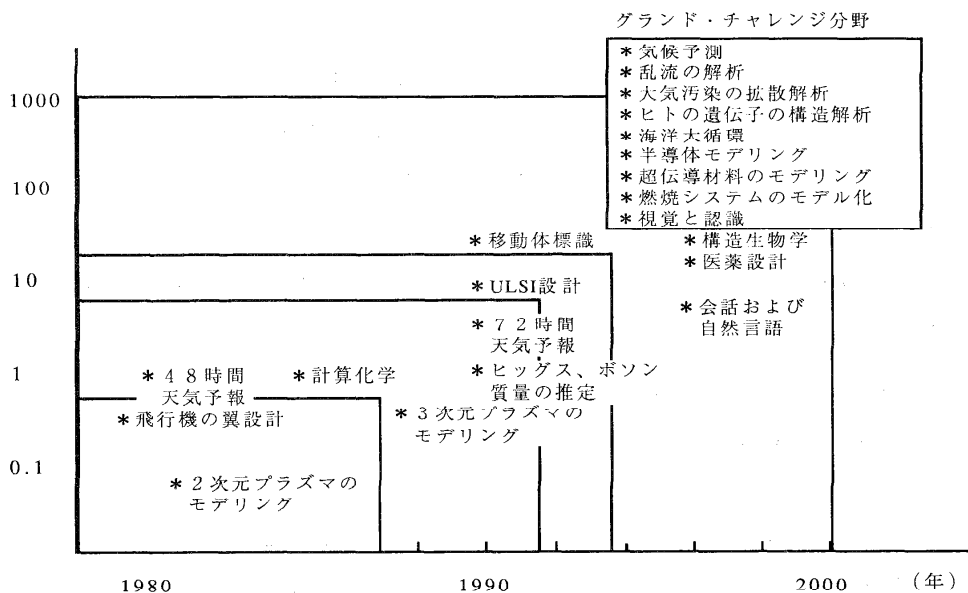 グランド・チャレンジ分野
* 気候予測
* 乱流の解析
* 大気汚染の拡散解析
* ヒトの遺伝子の構造解析
* 海洋大循環
* 半導体モデリング
* 超伝導材料のモデリング
* 燃焼システムのモデル化
* 視覚と認識
1000
100
10
1
0.1
* 移動体標識
* 構造生物学
* 医薬設計
* ULSI設計
* 会話および
自然言語
* 72時間
天気予報
* ヒッグス、ボソン
質量の推定
* 48時間
天気予報
* 計算化学
* 飛行機の翼設計
* 3次元プラズマの
モデリング
* 2次元プラズマの
モデリング
1980
1990
2000
(年)